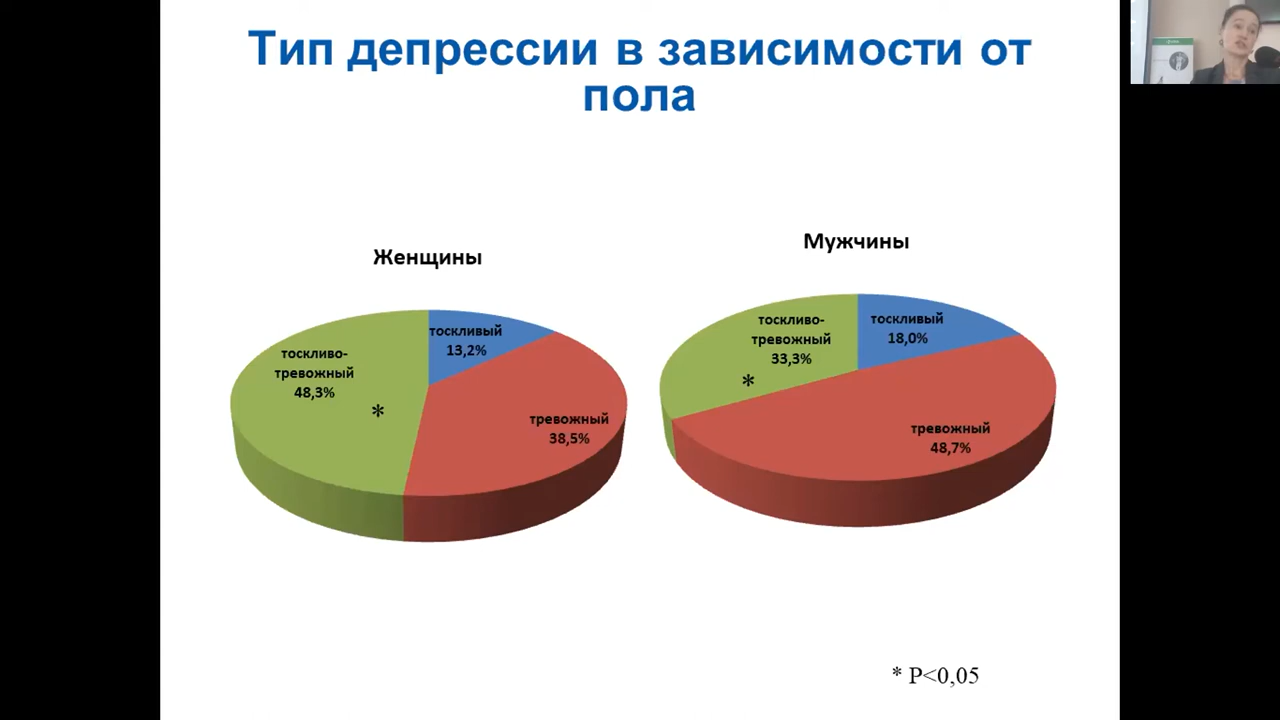 Тип депрессии в зависимости от
пола
Женщины
тоскливый
13,2%
тоскливо-
тревожный
48,3%
*
тревожный
38,5%
Мужчины
тоскливо-
тревожный
33,3%
*
тоскливый
18,0%
тревожный
48,7%
* P<0,05